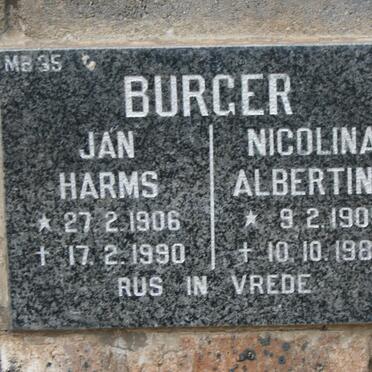 MB 35
BURGER
JAN NICOLINA
HARMS
* 27.2.1906 * 9.2.190
† 17.2.1990 † 10.10.198
RUS IN VREDE